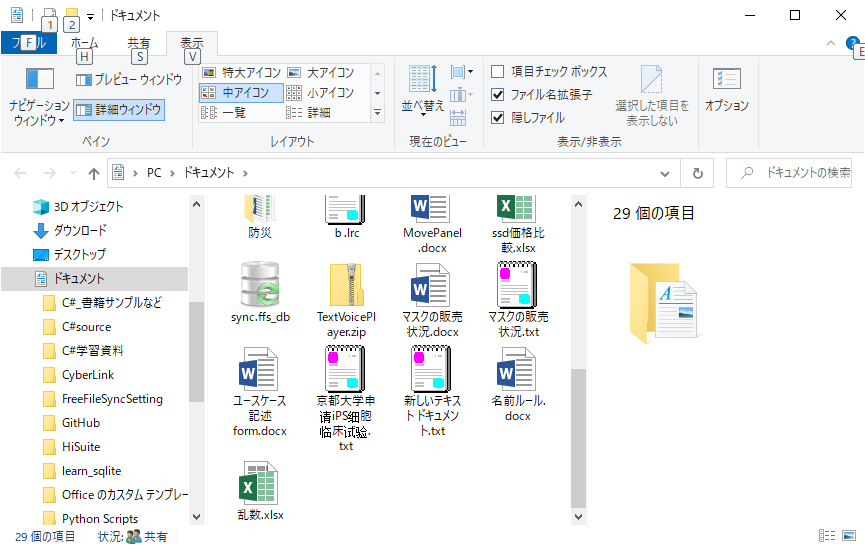 ドキュメント
1
2
ファイル
F
ホーム
H
共有
S
表示
V
E
ナビゲーション
ウィンドウ
プレビュー ウィンドウ
詳細ウィンドウ
ペイン
特大アイコン
大アイコン
中アイコン
小アイコン
一覧
詳細
レイアウト
並べ替え
現在のビュー
項目チェック ボックス
ファイル名拡張子
隠しファイル
選択した項目を
表示しない
表示/非表示
オプション
PC
ドキュメント
ドキュメントの検索
3D オブジェクト
ダウンロード
デスクトップ
ドキュメント
C#_書籍サンプルなど
C#source
C#学習資料
CyberLink
FreeFileSyncSetting
GitHub
HiSuite
learn_sqlite
Office のカスタム テンプレー
Python Scripts
防災
b .lrc
MovePanel
.docx
ssd価格比
較.xlsx
sync.ffs_db
TextVoicePl
ayer.zip
マスクの販売
状況.docx
マスクの販売
状況.txt
ユースケース
記述
form.docx
京都大学申
请iPS细胞
临床试验.
txt
新しいテキス
ト ドキュメン
ト.txt
名前ルール.
docx
乱数.xlsx
29 個の項目
29 個の項目
状況:
共有